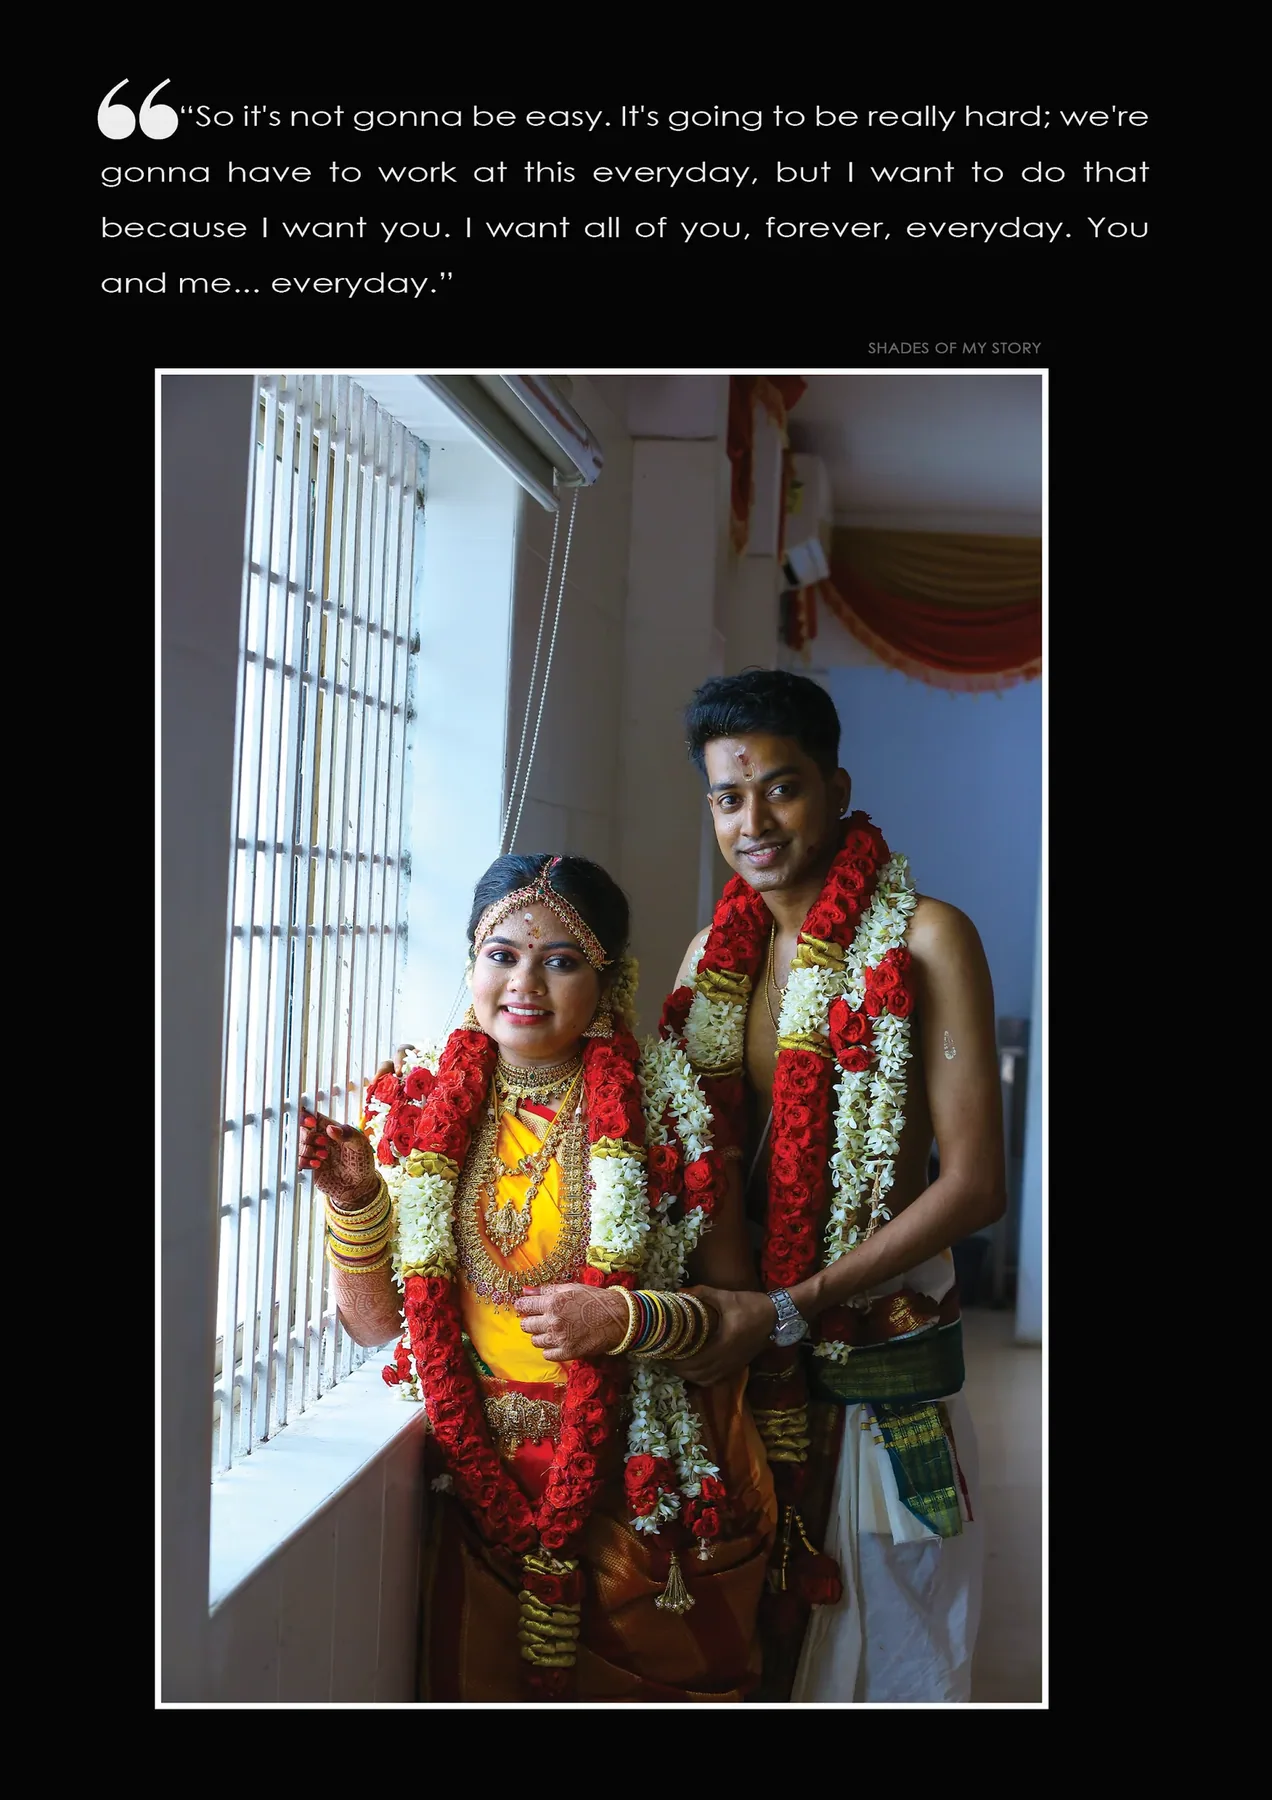 ❝“So it's not gonna be easy. It's going to be really hard; we're
gonna have to work at this everyday, but I want to do that
because I want you. I want all of you, forever, everyday. You
and me... everyday.”
SHADES OF MY STORY